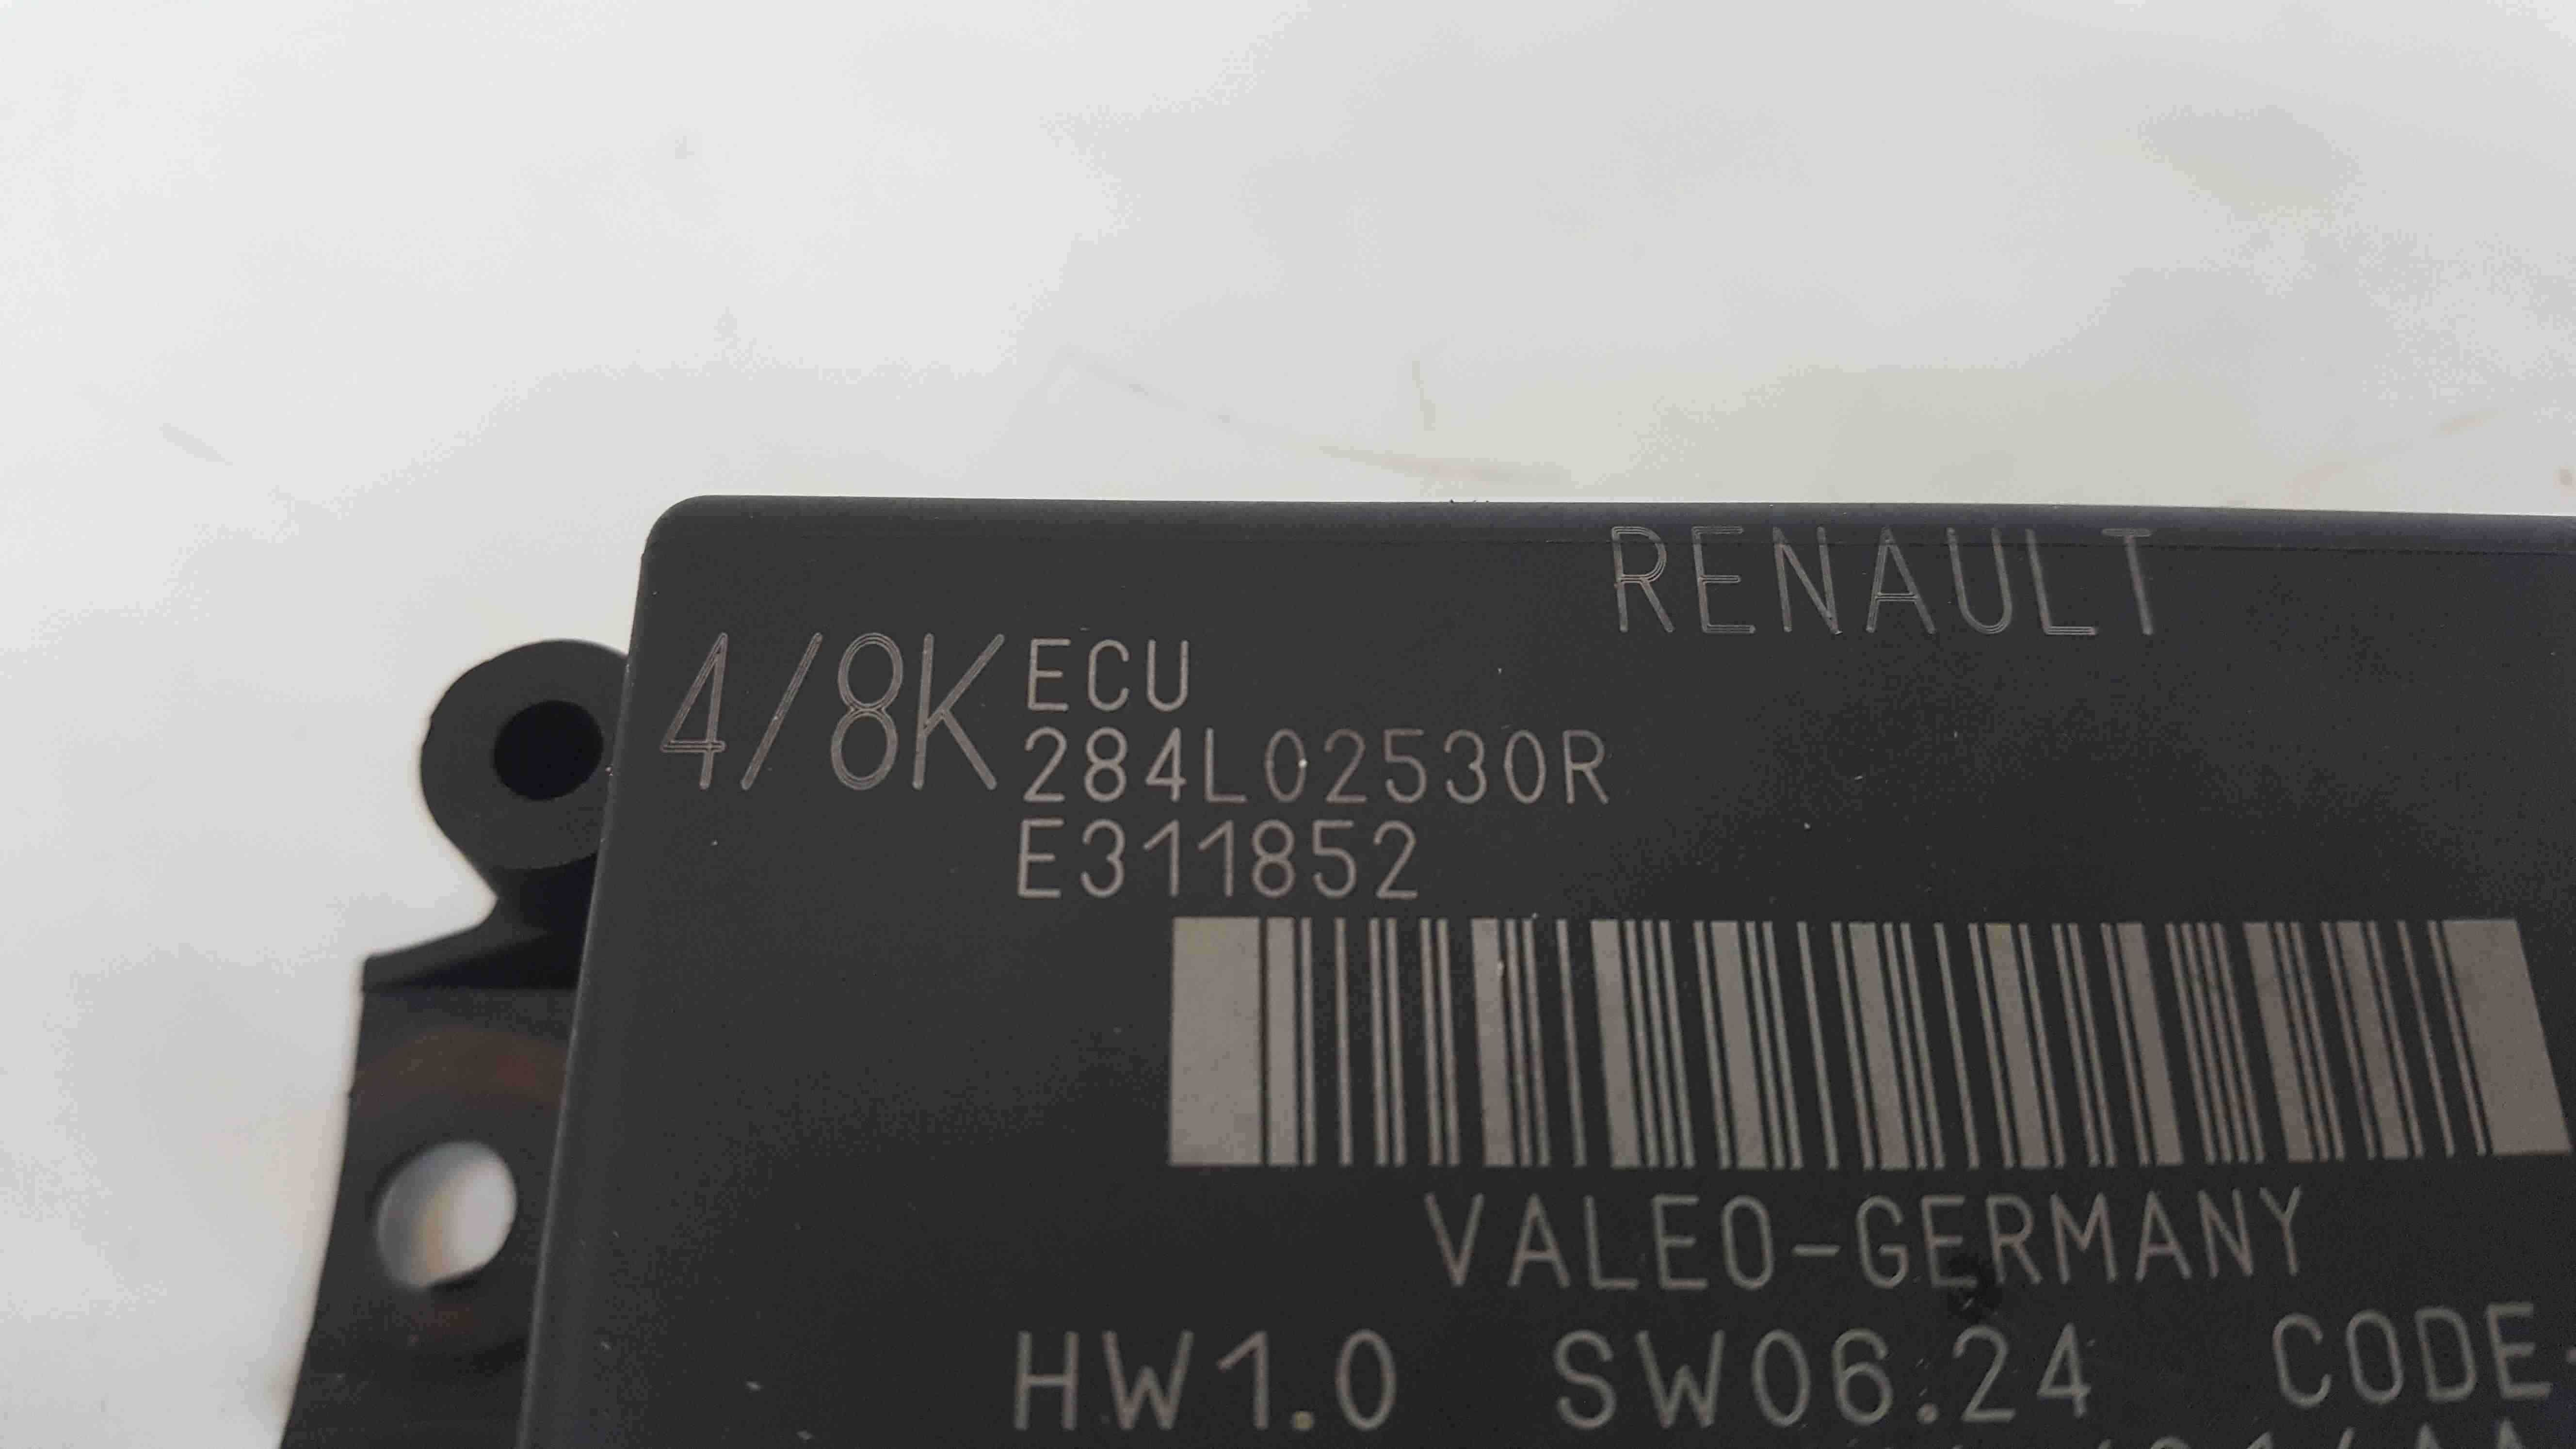 RENAULT
4/8K ECU
284L02530R
E311852
VALEO-GERMANY
HW1.0 SW06.24 CODE